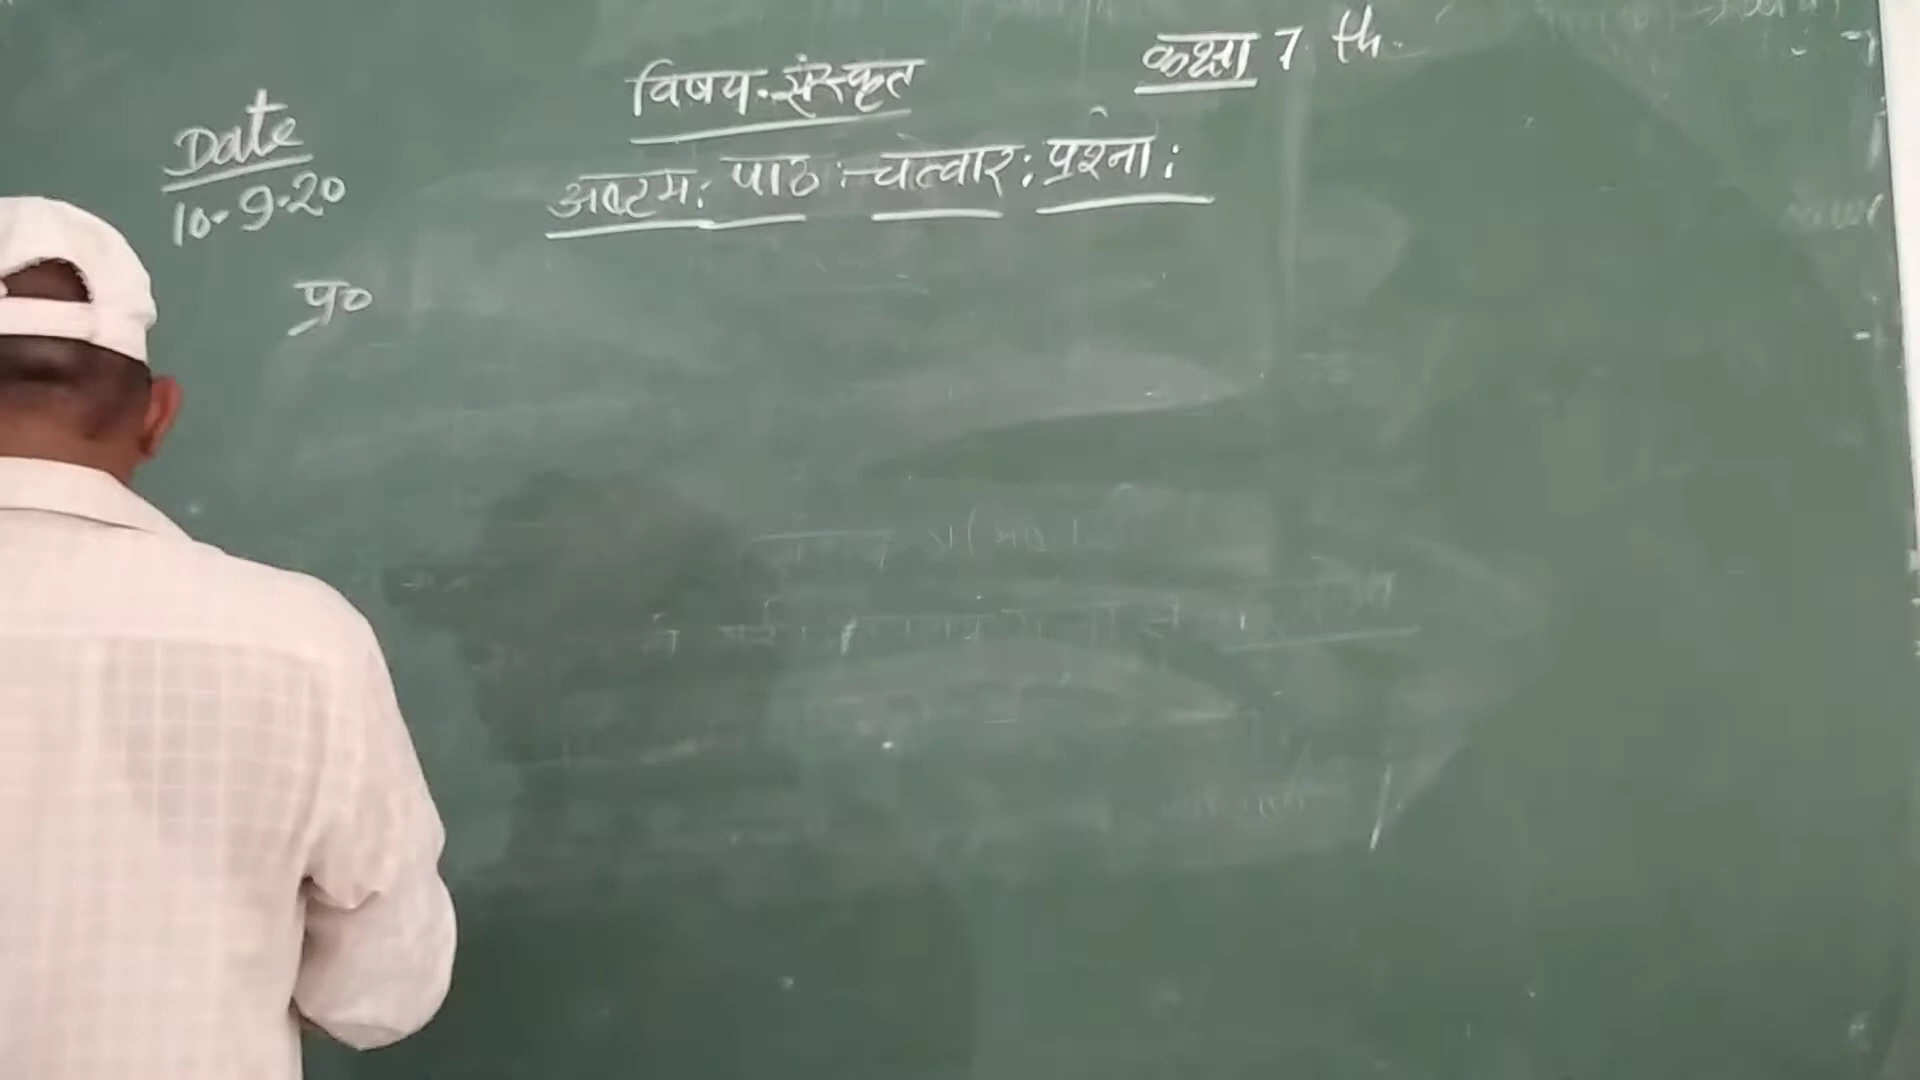 विषय-संस्कृत
कक्षा 7 th
Date
10-9-20
अष्टम: पाठ:-चत्वार: प्रश्ना:
प्र०